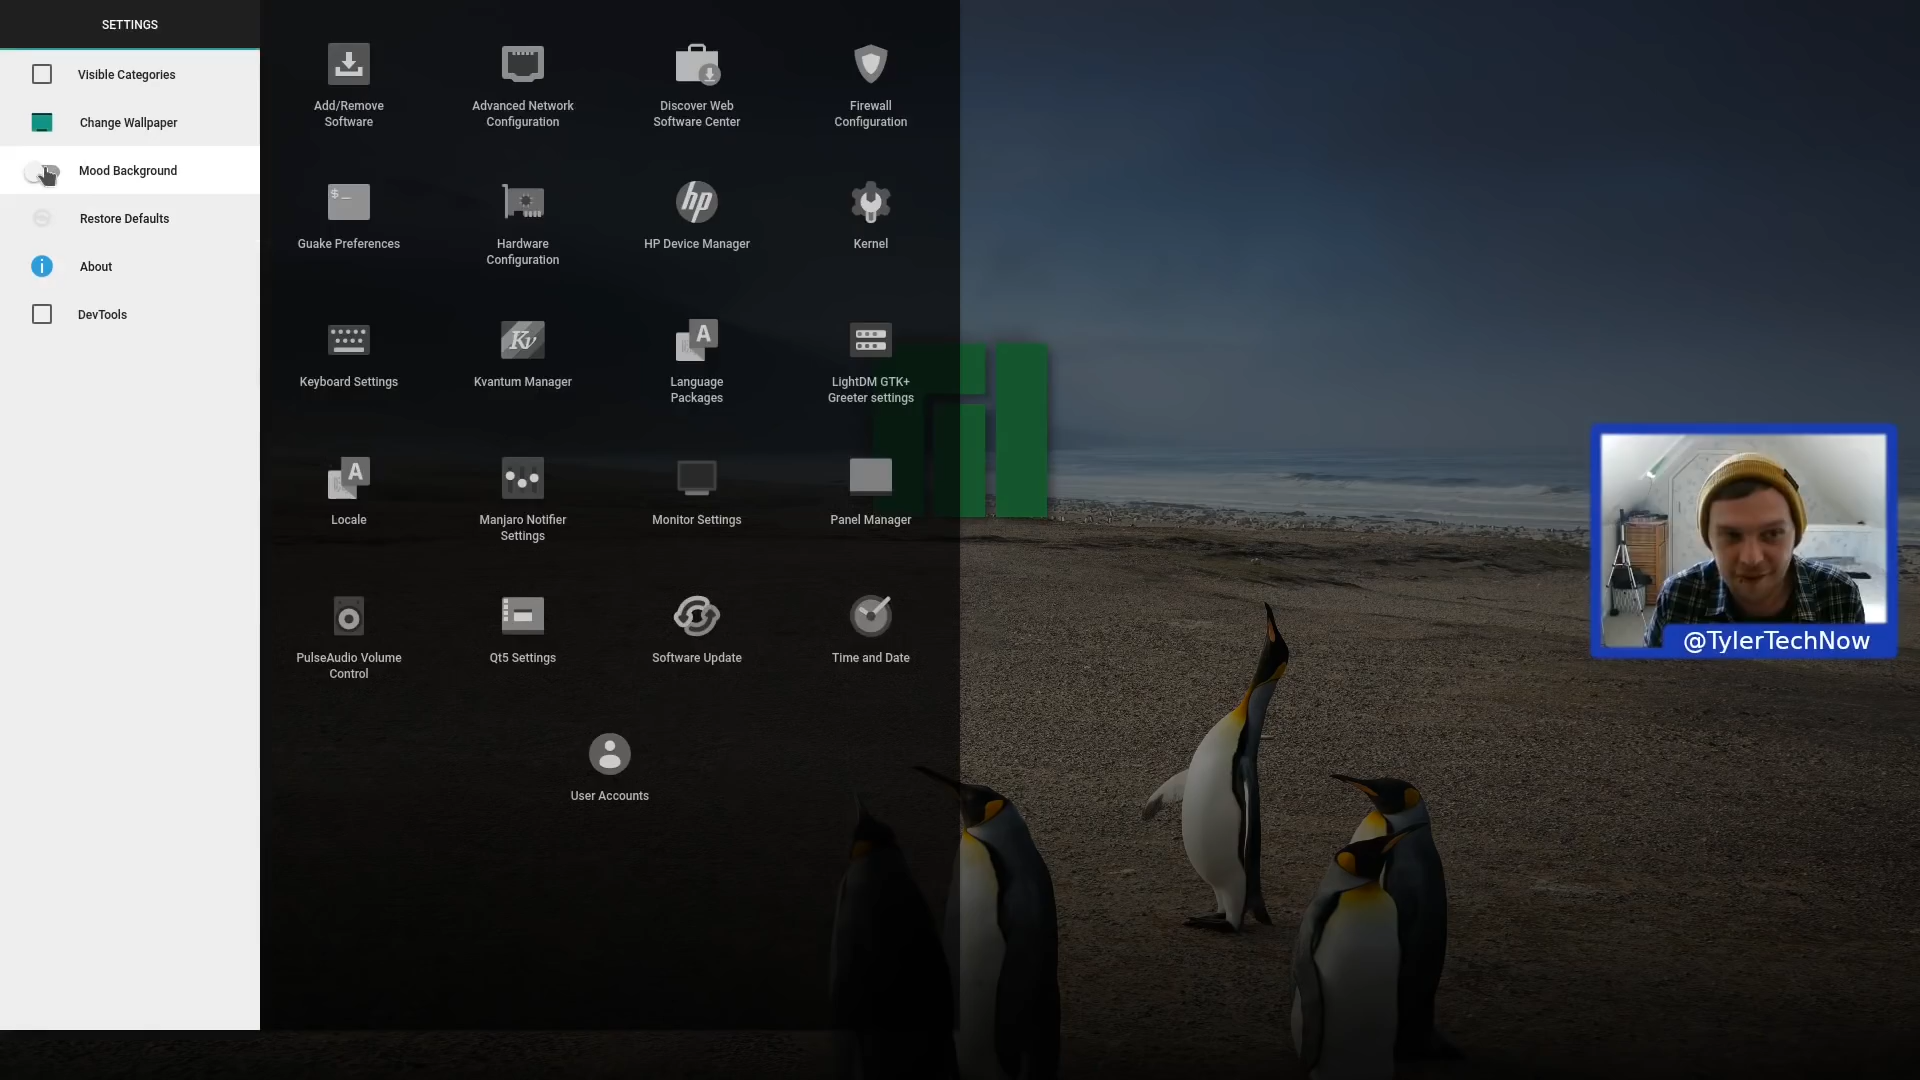 SETTINGS
Visible Categories
Change Wallpaper
Mood Background
Restore Defaults
i
About
DevTools
Add/Remove
Software
Advanced Network
Configuration
Discover Web
Software Center
Firewall
Configuration
$_
Guake Preferences
Hardware
Configuration
hp
HP Device Manager
Kernel
Keyboard Settings
Kv
Kvantum Manager
A
Language
Packages
LightDM GTK+
Greeter settings
A
Locale
Manjaro Notifier
Settings
Monitor Settings
Panel Manager
PulseAudio Volume
Control
Qt5 Settings
Software Update
Time and Date
User Accounts
@TylerTechNow